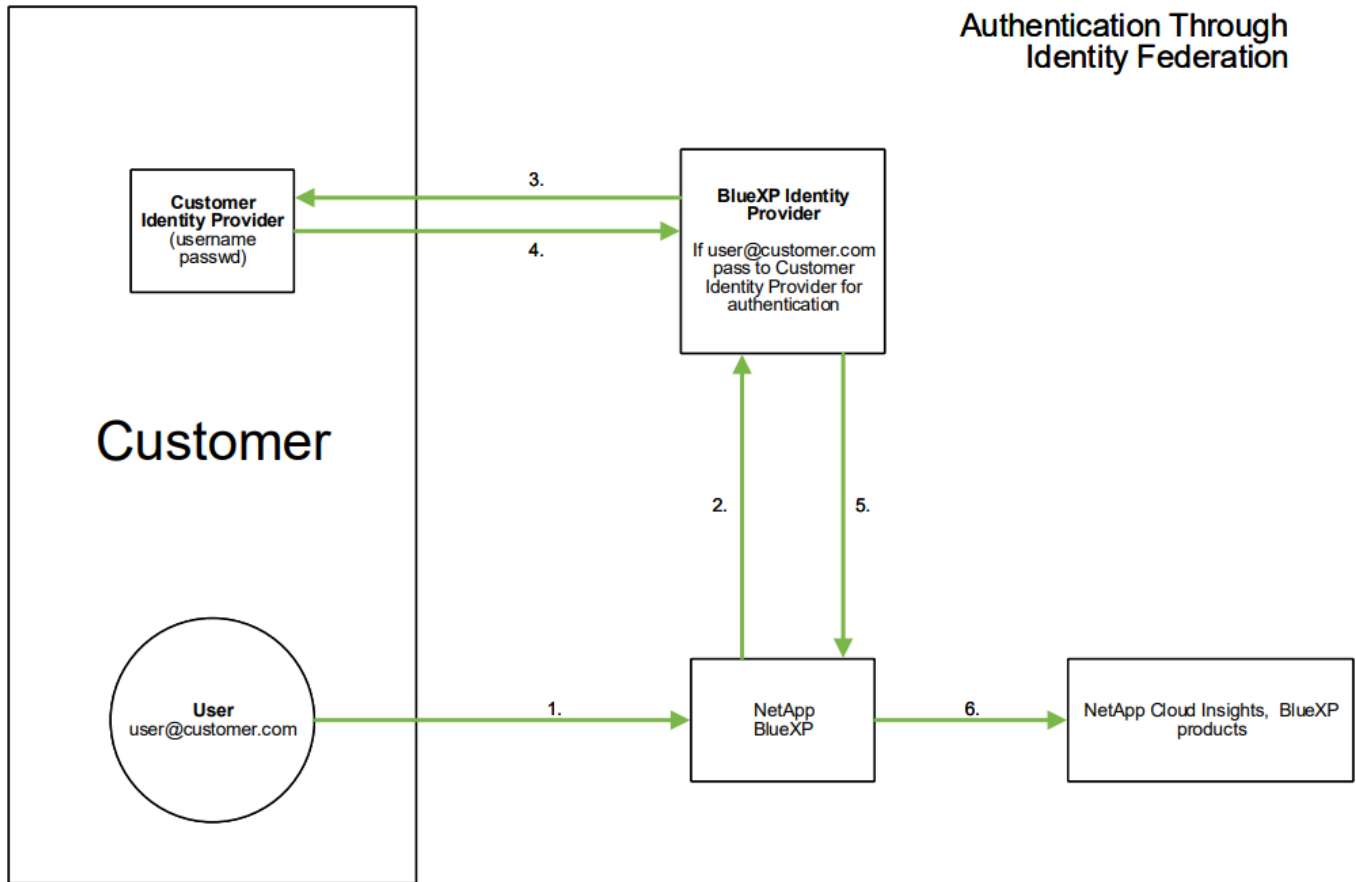 Authentication Through
Identity Federation
Customer
Identity Provider
(username
passwd)
3.
4.
BlueXP Identity
Provider
If user@customer.com
pass to Customer
Identity Provider for
authentication
Customer
2.
5.
User
user@customer.com
1.
NetApp
BlueXP
6.
NetApp Cloud Insights, BlueXP
products